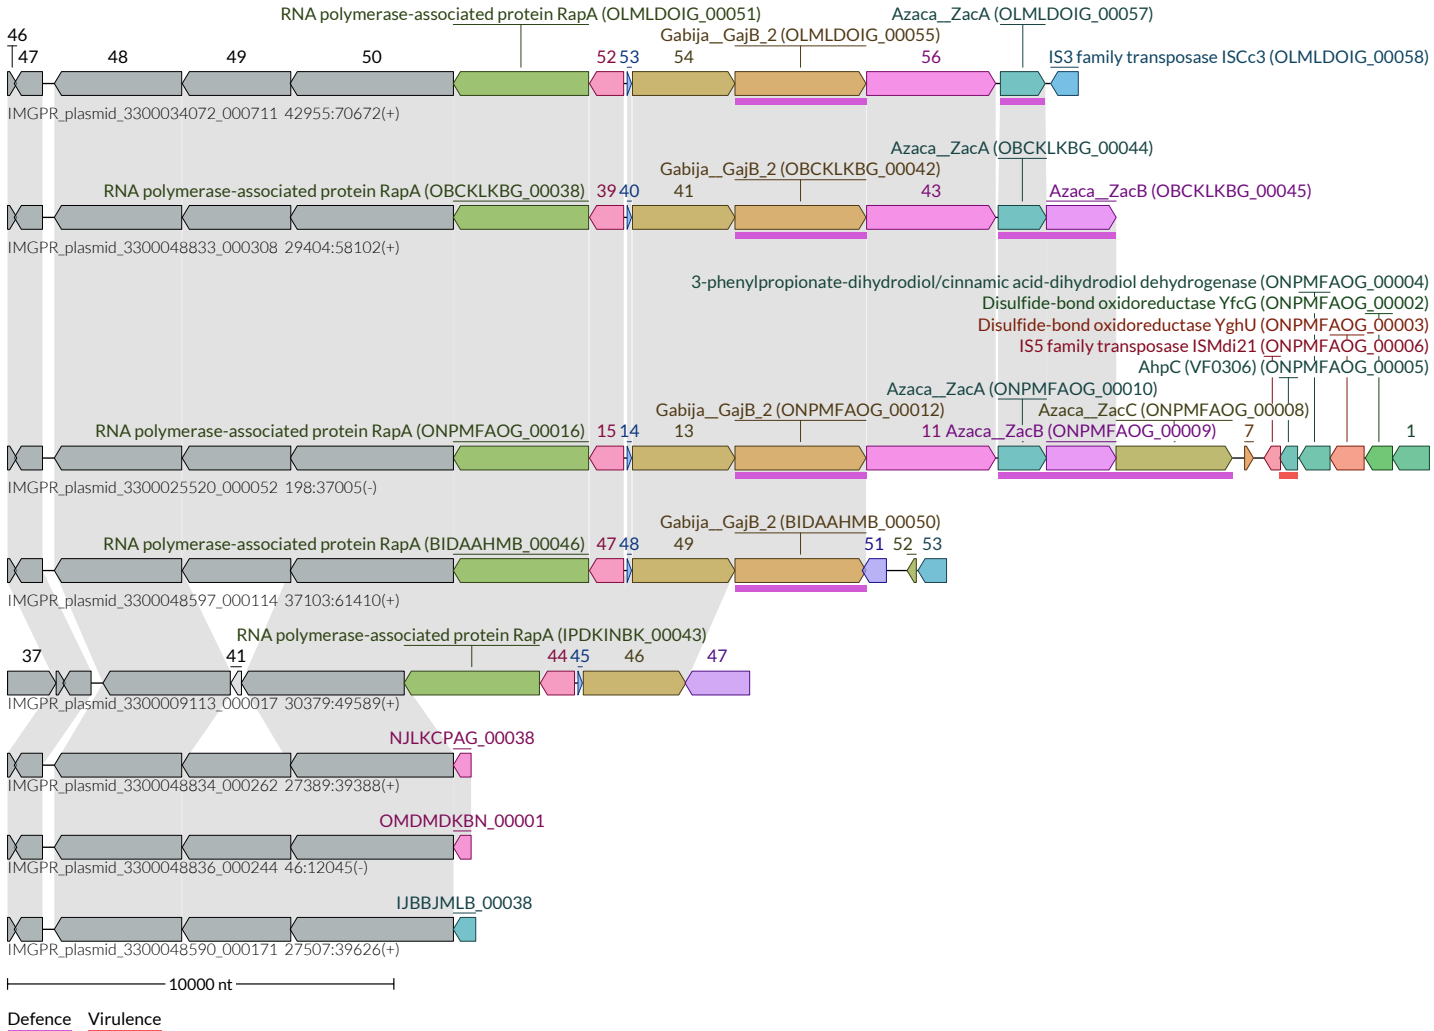 RNA polymerase-associated protein RapA (OLMLDOIG_00051)
Azaca__ZacA (OLMLDOIG_00057)
46
Gabija__GajB_2 (OLMLDOIG_00055)
47 48 49 50 52 53 54 56 IS3 family transposase ISCc3 (OLMLDOIG_00058)
IMGPR_plasmid_3300034072_000711 42955:70672(+)
Azaca__ZacA (OBCKLKBG_00044)
Gabija__GajB_2 (OBCKLKBG_00042)
RNA polymerase-associated protein RapA (OBCKLKBG_00038) 39 40 41 43 Azaca__ZacB (OBCKLKBG_00045)
IMGPR_plasmid_3300048833_000308 29404:58102(+)
3-phenylpropionate-dihydrodiol/cinnamic acid-dihydrodiol dehydrogenase (ONPMFAOG_00004)
Disulfide-bond oxidoreductase YfcG (ONPMFAOG_00002)
Disulfide-bond oxidoreductase YghU (ONPMFAOG_00003)
IS5 family transposase ISMdi21 (ONPMFAOG_00006)
AhpC (VF0306) (ONPMFAOG_00005)
Azaca__ZacA (ONPMFAOG_00010)
Gabija__GajB_2 (ONPMFAOG_00012) Azaca__ZacC (ONPMFAOG_00008)
RNA polymerase-associated protein RapA (ONPMFAOG_00016) 15 14 13 11 Azaca__ZacB (ONPMFAOG_00009) 7 1
IMGPR_plasmid_3300025520_000052 198:37005(-)
Gabija__GajB_2 (BIDAAHMB_00050)
RNA polymerase-associated protein RapA (BIDAAHMB_00046) 47 48 49 51 52 53
IMGPR_plasmid_3300048597_000114 37103:61410(+)
RNA polymerase-associated protein RapA (IPDKINBK_00043)
37 41 44 45 46 47
IMGPR_plasmid_3300009113_000017 30379:49589(+)
NJLKCPAG_00038
IMGPR_plasmid_3300048834_000262 27389:39388(+)
OMDMDKBN_00001
IMGPR_plasmid_3300048836_000244 46:12045(-)
IJBBJMLB_00038
IMGPR_plasmid_3300048590_000171 27507:39626(+)
10000 nt
Defence Virulence